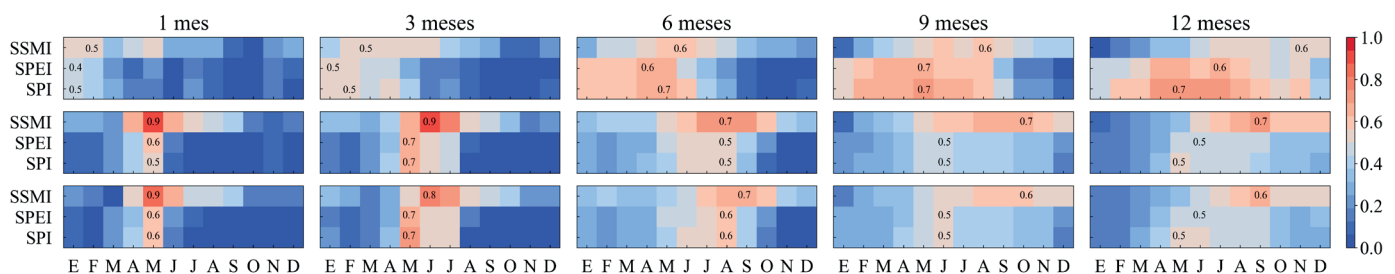 1 mes 3 meses 6 meses 9 meses 12 meses
SSMI 0.5 0.5 0.6 0.6 0.6 1.0
SPEI 0.4 0.5 0.6 0.7 0.6
SPI 0.5 0.5 0.7 0.7 0.7 0.8
SSMI 0.9 0.9 0.7 0.7 0.7 0.6
SPEI 0.6 0.7 0.5 0.5 0.5
SPI 0.5 0.7 0.5 0.5 0.5 0.4
SSMI 0.9 0.8 0.7 0.6 0.6
SPEI 0.6 0.7 0.6 0.5 0.5 0.2
SPI 0.6 0.7 0.6 0.5 0.5 0.0
E F M A M J J A S O N D E F M A M J J A S O N D E F M A M J J A S O N D E F M A M J J A S O N D E F M A M J J A S O N D